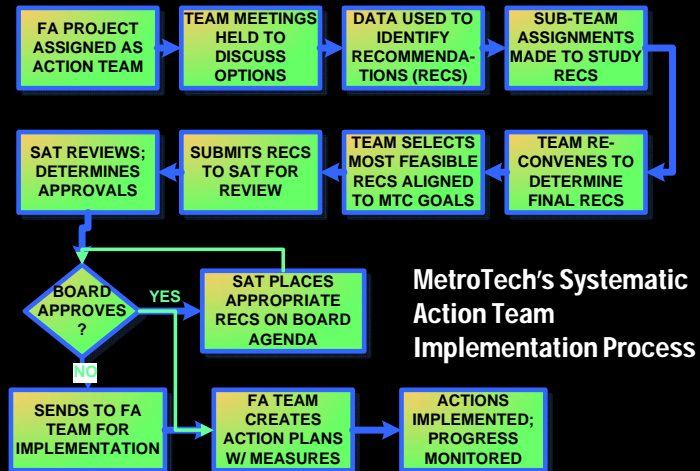 FA PROJECT
ASSIGNED AS
ACTION TEAM
TEAM MEETINGS
HELD TO
DISCUSS
OPTIONS
DATA USED TO
IDENTIFY
RECOMMENDA-
TIONS (RECS)
SUB-TEAM
ASSIGNMENTS
MADE TO STUDY
RECS
SAT REVIEWS;
DETERMINES
APPROVALS
SUBMITS RECS
TO SAT FOR
REVIEW
TEAM SELECTS
MOST FEASIBLE
RECS ALIGNED
TO MTC GOALS
TEAM RE-
CONVENES TO
DETERMINE
FINAL RECS
BOARD
APPROVES
?
YES
SAT PLACES
APPROPRIATE
RECS ON BOARD
AGENDA
MetroTech's Systematic
Action Team
Implementation Process
NO
SENDS TO FA
TEAM FOR
IMPLEMENTATION
FA TEAM
CREATES
ACTION PLANS
W/ MEASURES
ACTIONS
IMPLEMENTED;
PROGRESS
MONITORED